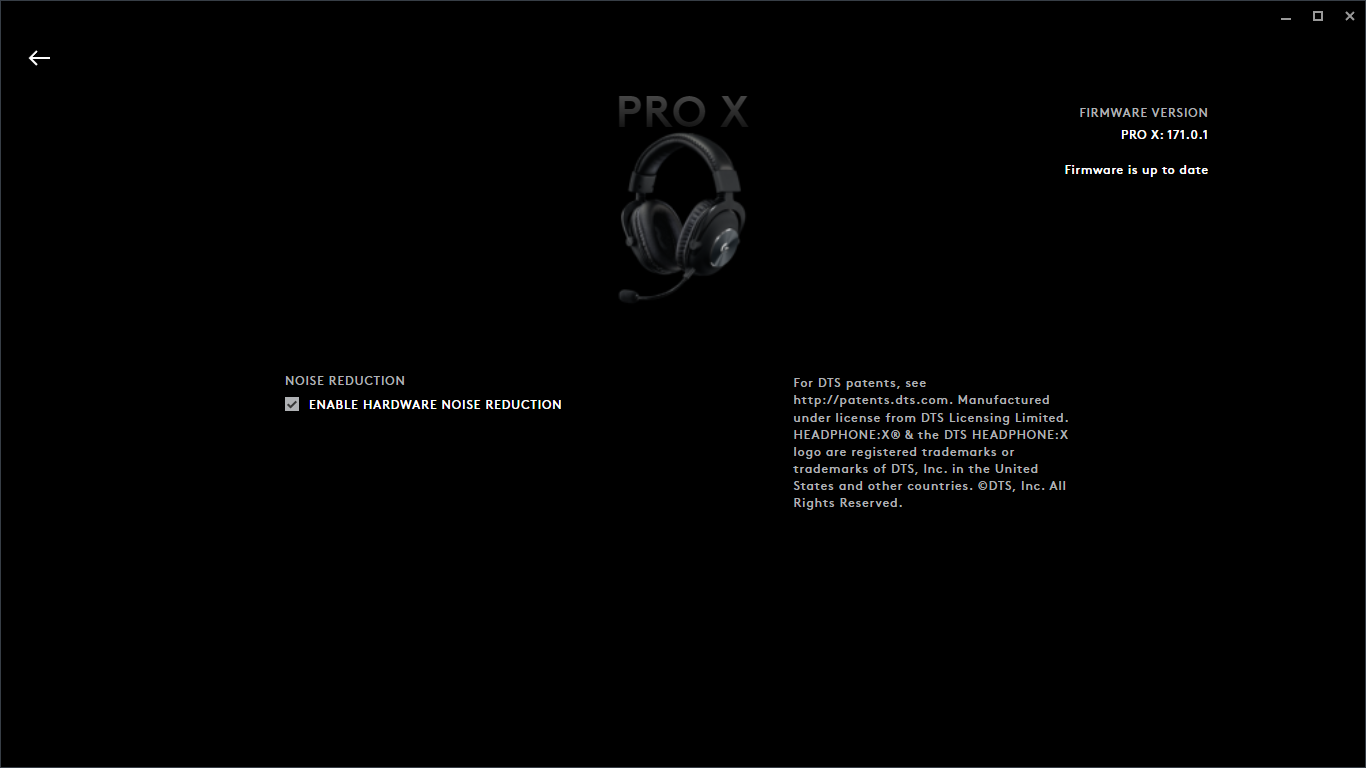 PRO X
FIRMWARE VERSION
PRO X: 171.0.1
Firmware is up to date
NOISE REDUCTION
ENABLE HARDWARE NOISE REDUCTION
For DTS patents, see
http://patents.dts.com. Manufactured
under license from DTS Licensing Limited.
HEADPHONE:X® & the DTS HEADPHONE:X
logo are registered trademarks or
trademarks of DTS, Inc. in the United
States and other countries. ©DTS, Inc. All
Rights Reserved.